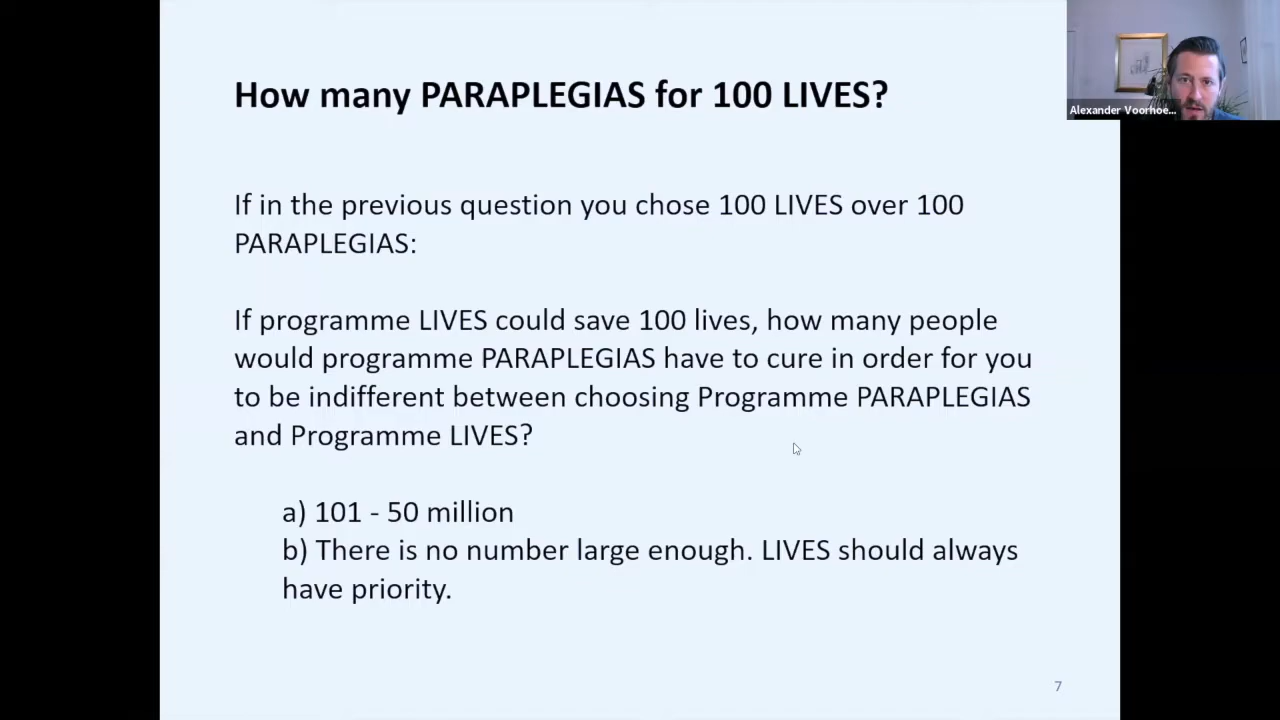 How many PARAPLEGIAS for 100 LIVES?
Alexander Voorhoe...
If in the previous question you chose 100 LIVES over 100
PARAPLEGIAS:
If programme LIVES could save 100 lives, how many people
would programme PARAPLEGIAS have to cure in order for you
to be indifferent between choosing Programme PARAPLEGIAS
and Programme LIVES?
a) 101 - 50 million
b) There is no number large enough. LIVES should always
have priority.
7